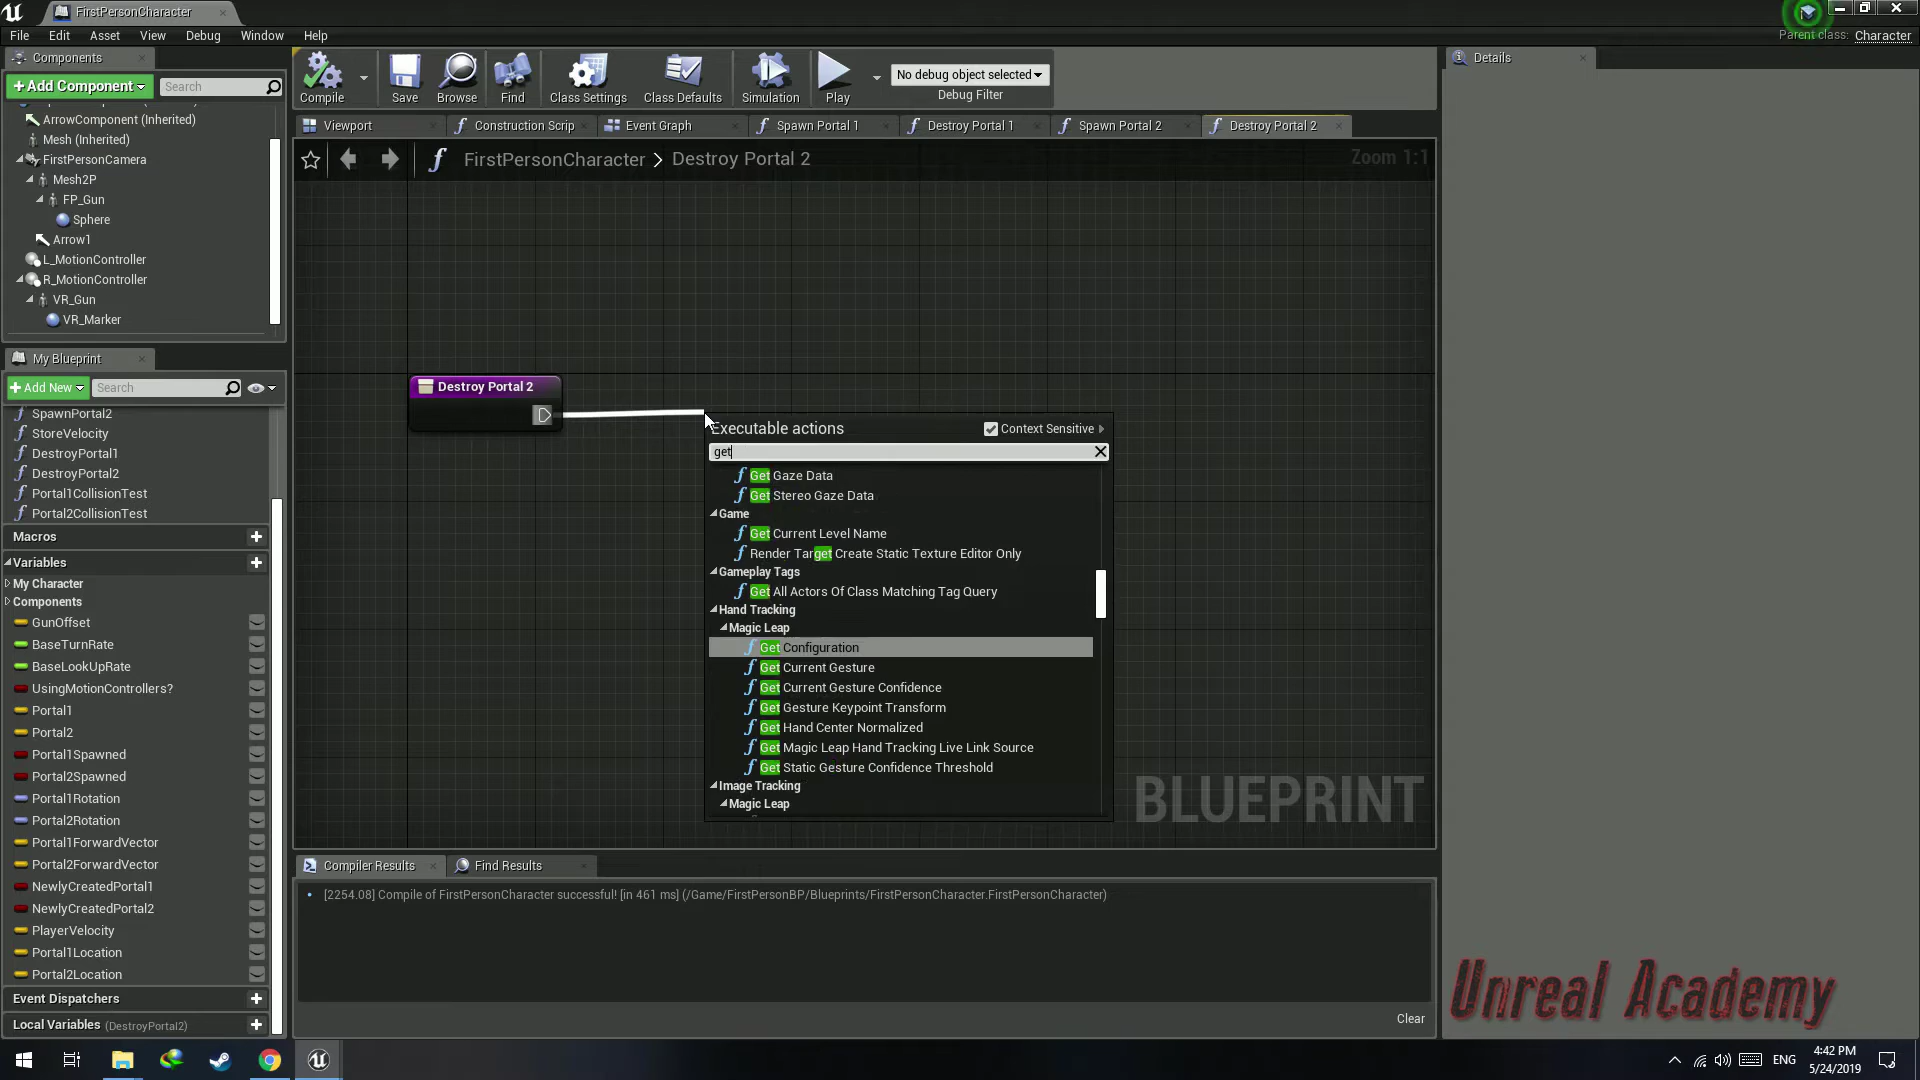 FirstPersonCharacter
File Edit Asset View Debug Window Help
Parent class: Character
Components
+Add Component
Search
ArrowComponent (Inherited)
Mesh (Inherited)
FirstPersonCamera
Mesh2P
FP_Gun
Sphere
Arrow1
L_MotionController
R_MotionController
VR_Gun
VR_Marker
My Blueprint
+Add New
Search
SpawnPortal2
StoreVelocity
DestroyPortal1
DestroyPortal2
Portal1CollisionTest
Portal2CollisionTest
Macros
Variables
My Character
Components
GunOffset
BaseTurnRate
BaseLookUpRate
UsingMotionControllers?
Portal1
Portal2
Portal1Spawned
Portal2Spawned
Portal1Rotation
Portal2Rotation
Portal1ForwardVector
Portal2ForwardVector
NewlyCreatedPortal1
NewlyCreatedPortal2
PlayerVelocity
Portal1Location
Portal2Location
Event Dispatchers
Local Variables (DestroyPortal2)
Compile Save Browse Find Class Settings Class Defaults Simulation Play
No debug object selected
Debug Filter
Viewport Construction Scrip Event Graph Spawn Portal 1 Destroy Portal 1 Spawn Portal 2 Destroy Portal 2
FirstPersonCharacter > Destroy Portal 2
Zoom 1:1
Destroy Portal 2
Executable actions
Context Sensitive
get
Get Gaze Data
Get Stereo Gaze Data
Game
Get Current Level Name
Render Target Create Static Texture Editor Only
Gameplay Tags
Get All Actors Of Class Matching Tag Query
Hand Tracking
Magic Leap
Get Configuration
Get Current Gesture
Get Current Gesture Confidence
Get Gesture Keypoint Transform
Get Hand Center Normalized
Get Magic Leap Hand Tracking Live Link Source
Get Static Gesture Confidence Threshold
Image Tracking
Magic Leap
BLUEPRINT
Compiler Results Find Results
[2254.08] Compile of FirstPersonCharacter successful! [in 461 ms] (/Game/FirstPersonBP/Blueprints/FirstPersonCharacter.FirstPersonCharacter)
Clear
Details
Unreal Academy
ENG
4:42 PM
5/24/2019